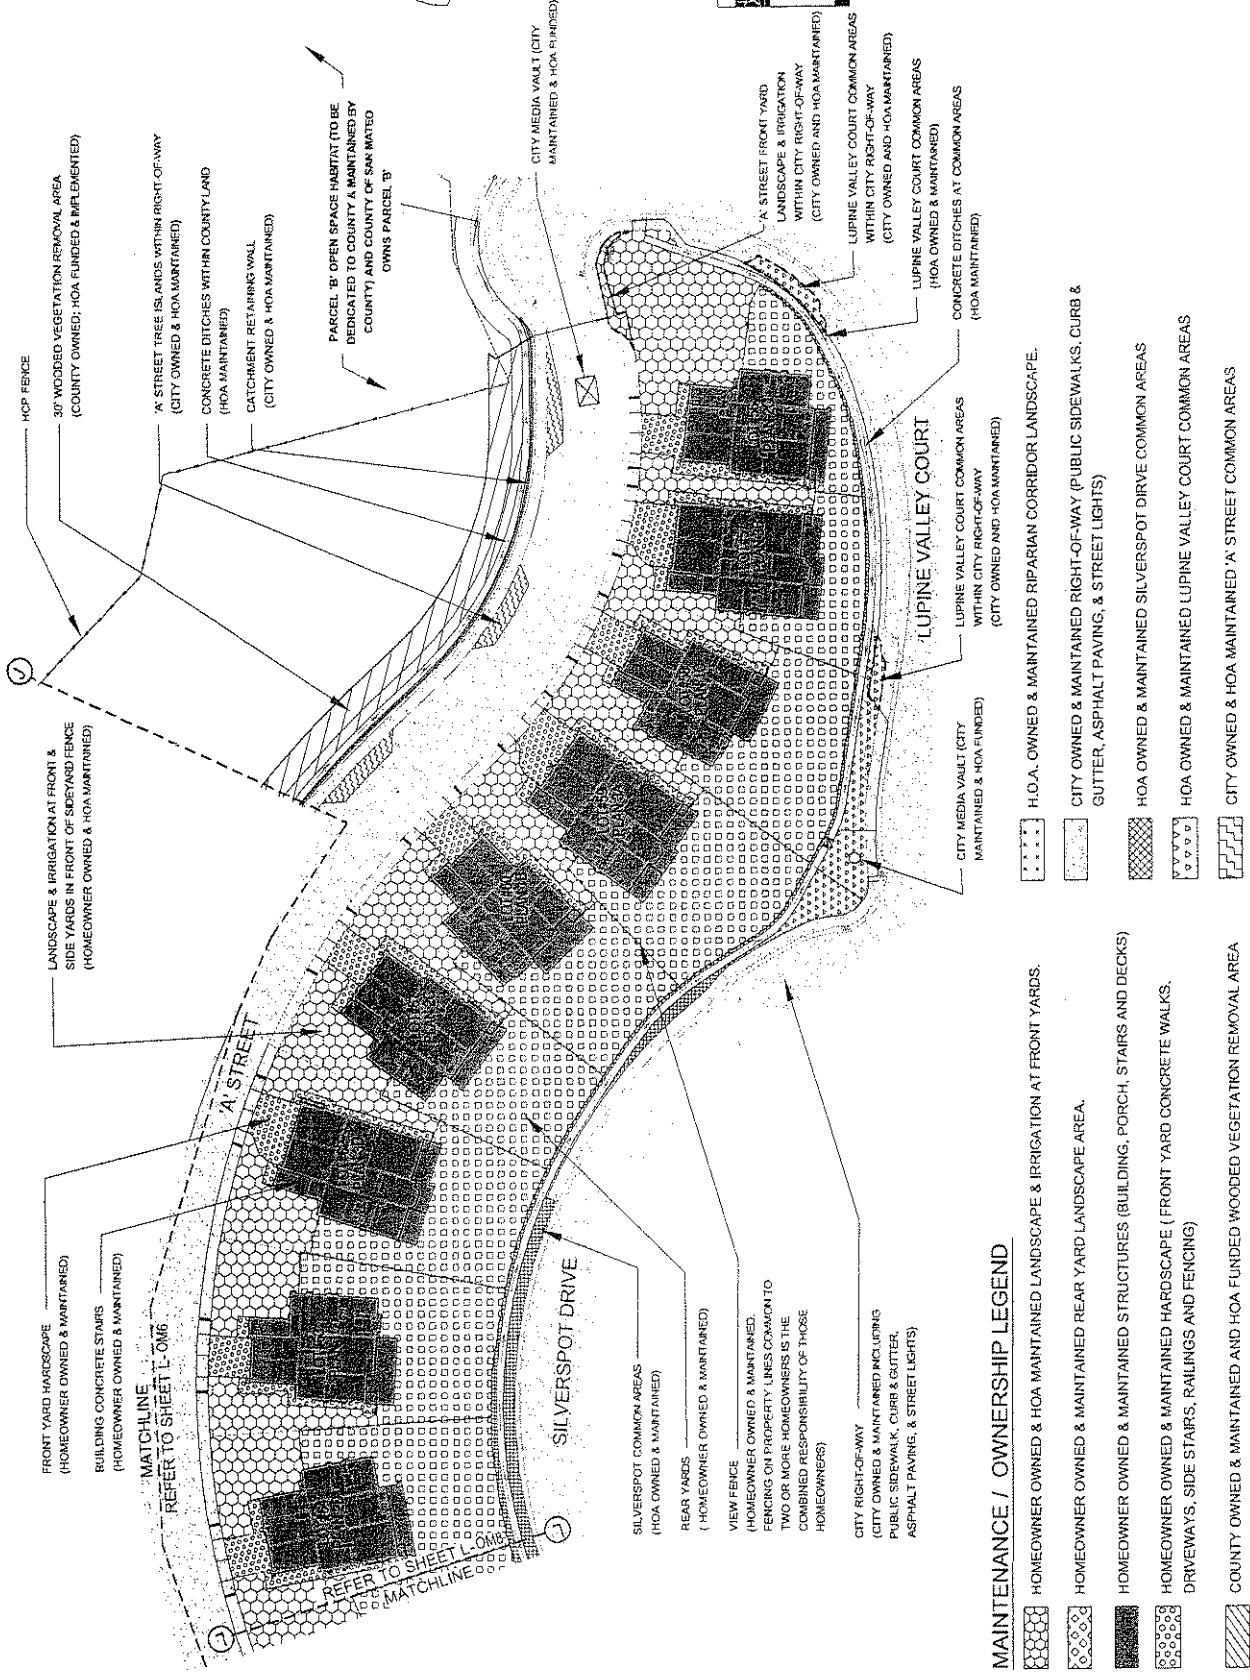 HCP FENCE
30' WOODED VEGETATION REMOVAL AREA
(COUNTY OWNED; HOA FUNDED & IMPLEMENTED)
'A' STREET TREE ISLANDS WITHIN RIGHT-OF-WAY
(CITY OWNED & HOA MAINTAINED)
CONCRETE DITCHES WITHIN COUNTY LAND
(HOA MAINTAINED)
CATCHMENT RETAINING WALL
(CITY OWNED & HOA MAINTAINED)
PARCEL 'B' OPEN SPACE HABITAT (TO BE
DEDICATED TO COUNTY & MAINTAINED BY
COUNTY) AND COUNTY OF SAN MATEO
OWNS PARCEL 'B'
CITY MEDIA VAULT (CITY
MAINTAINED & HOA FUNDED)
'A' STREET FRONT YARD
LANDSCAPE & IRRIGATION
WITHIN CITY RIGHT-OF-WAY
(CITY OWNED AND HOA MAINTAINED)
LUPINE VALLEY COURT COMMON AREAS
WITHIN CITY RIGHT-OF-WAY
(CITY OWNED AND HOA MAINTAINED)
LUPINE VALLEY COURT COMMON AREAS
(HOA OWNED & MAINTAINED)
CONCRETE DITCHES AT COMMON AREAS
(HOA MAINTAINED)
LANDSCAPE & IRRIGATION AT FRONT &
SIDE YARDS IN FRONT OF SIDEYARD FENCE
(HOMEOWNER OWNED & HOA MAINTAINED)
FRONT YARD HARDSCAPE
(HOMEOWNER OWNED & MAINTAINED)
BUILDING CONCRETE STAIRS
(HOMEOWNER OWNED & MAINTAINED)
MATCHLINE
REFER TO SHEET L-OM6
'A' STREET
LUPINE VALLEY COURT
SILVERSPOT DRIVE
REFER TO SHEET L-OM8
MATCHLINE
SILVERSPOT COMMON AREAS
(HOA OWNED & MAINTAINED)
REAR YARDS
( HOMEOWNER OWNED & MAINTAINED)
VIEW FENCE
(HOMEOWNER OWNED & MAINTAINED.
FENCING ON PROPERTY LINES COMMON TO
TWO OR MORE HOMEOWNERS IS THE
COMBINED RESPONSIBILITY OF THOSE
HOMEOWNERS)
CITY RIGHT-OF-WAY
(CITY OWNED & MAINTAINED INCLUDING
PUBLIC SIDEWALK, CURB & GUTTER,
ASPHALT PAVING, & STREET LIGHTS)
CITY MEDIA VAULT (CITY
MAINTAINED & HOA FUNDED)
LUPINE VALLEY COURT COMMON AREAS
WITHIN CITY RIGHT-OF-WAY
(CITY OWNED AND HOA MAINTAINED)
MAINTENANCE / OWNERSHIP LEGEND
HOMEOWNER OWNED & HOA MAINTAINED LANDSCAPE & IRRIGATION AT FRONT YARDS.
HOMEOWNER OWNED & MAINTAINED REAR YARD LANDSCAPE AREA.
HOMEOWNER OWNED & MAINTAINED STRUCTURES (BUILDING, PORCH, STAIRS AND DECKS)
HOMEOWNER OWNED & MAINTAINED HARDSCAPE ( FRONT YARD CONCRETE WALKS,
DRIVEWAYS, SIDE STAIRS, RAILINGS AND FENCING)
COUNTY OWNED & MAINTAINED AND HOA FUNDED WOODED VEGETATION REMOVAL AREA
H.O.A. OWNED & MAINTAINED RIPARIAN CORRIDOR LANDSCAPE.
CITY OWNED & MAINTAINED RIGHT-OF-WAY (PUBLIC SIDEWALKS, CURB &
GUTTER, ASPHALT PAVING, & STREET LIGHTS)
HOA OWNED & MAINTAINED SILVERSPOT DIRVE COMMON AREAS
HOA OWNED & MAINTAINED LUPINE VALLEY COURT COMMON AREAS
CITY OWNED & HOA MAINTAINED 'A' STREET COMMON AREAS